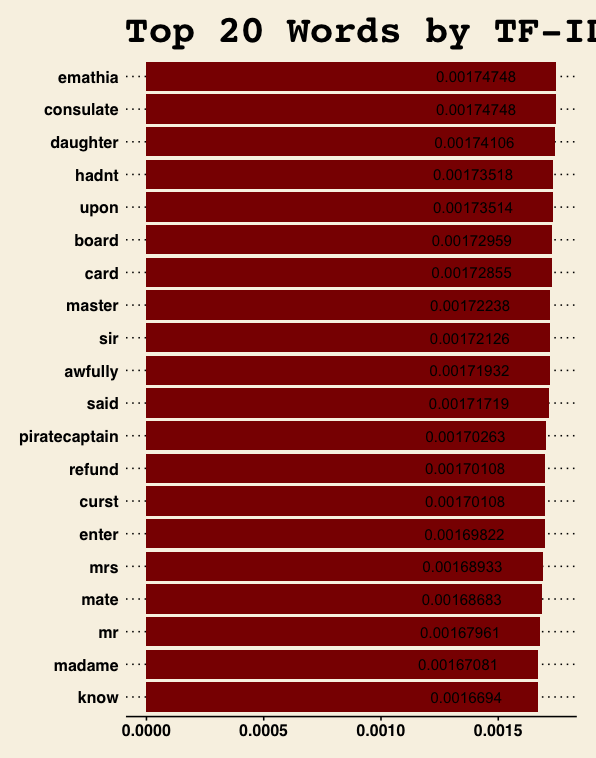 Top 20 Words by TF-ID
emathia 0.00174748
consulate 0.00174748
daughter 0.00174106
hadnt 0.00173518
upon 0.00173514
board 0.00172959
card 0.00172855
master 0.00172238
sir 0.00172126
awfully 0.00171932
said 0.00171719
piratecaptain 0.00170263
refund 0.00170108
curst 0.00170108
enter 0.00169822
mrs 0.00168933
mate 0.00168683
mr 0.00167961
madame 0.00167081
know 0.0016694
0.0000 0.0005 0.0010 0.0015